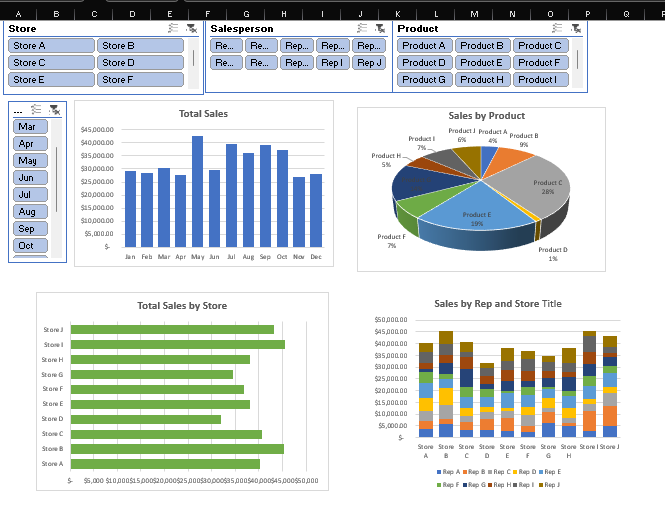 A B C D E F G H I J K L M N O P Q R
Store
Store A Store B
Store C Store D
Store E Store F
Salesperson
Re... Re... Rep... Rep... Rep...
Re... Re... Rep... Rep I Rep J
Product
Product A Product B Product C
Product D Product E Product F
Product G Product H Product I
...
Mar
Apr
May
Jun
Jul
Aug
Sep
Oct
Total Sales
$45,000.00
$40,000.00
$35,000.00
$30,000.00
$25,000.00
$20,000.00
$15,000.00
$10,000.00
$5,000.00
$-
Jan Feb Mar Apr May Jun Jul Aug Sep Oct Nov Dec
Sales by Product
Product J
6%
Product A
4%
Product B
9%
Product I
7%
Product H
5%
Product C
28%
Product E
19%
Product F
7%
Product D
1%
Total Sales by Store
Store J
Store I
Store H
Store G
Store F
Store E
Store D
Store C
Store B
Store A
$- $5,000 $10,000 $15,000 $20,000 $25,000 $30,000 $35,000 $40,000 $45,000 $50,000
Sales by Rep and Store Title
$50,000.00
$45,000.00
$40,000.00
$35,000.00
$30,000.00
$25,000.00
$20,000.00
$15,000.00
$10,000.00
$5,000.00
$-
Store A Store B Store C Store D Store E Store F Store G Store H Store I Store J
Rep A Rep B Rep C Rep D Rep E
Rep F Rep G Rep H Rep I Rep J